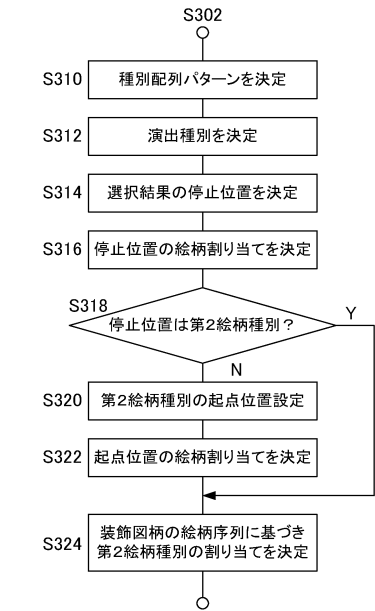 S302
S310 種別配列パターンを決定
S312 演出種別を決定
S314 選択結果の停止位置を決定
S316 停止位置の絵柄割り当てを決定
S318
停止位置は第2絵柄種別？
Y
N
S320 第2絵柄種別の起点位置設定
S322 起点位置の絵柄割り当てを決定
S324 装飾図柄の絵柄序列に基づき
第2絵柄種別の割り当てを決定